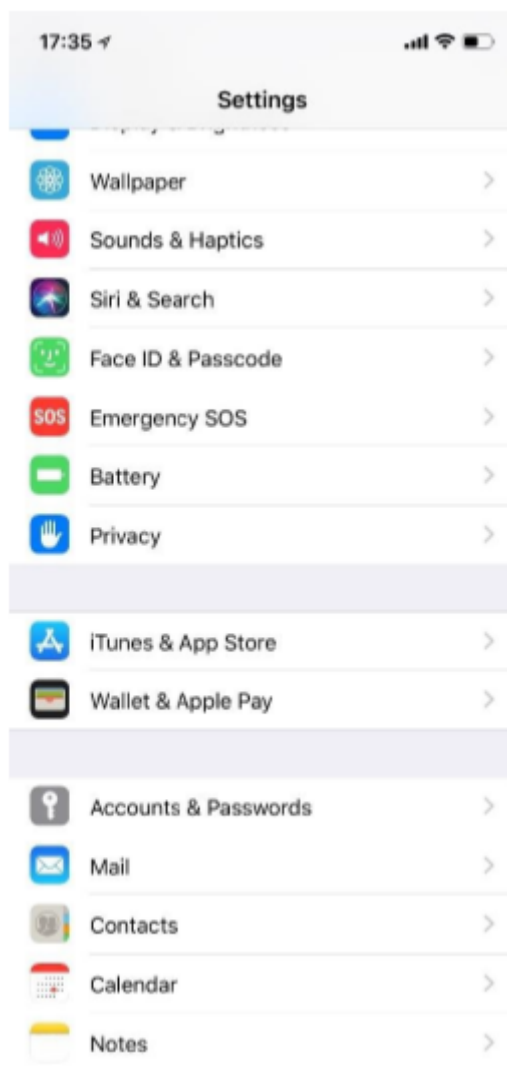 17:35
Settings
Wallpaper
Sounds & Haptics
Siri & Search
Face ID & Passcode
SOS
Emergency SOS
Battery
Privacy
iTunes & App Store
Wallet & Apple Pay
Accounts & Passwords
Mail
Contacts
Calendar
Notes